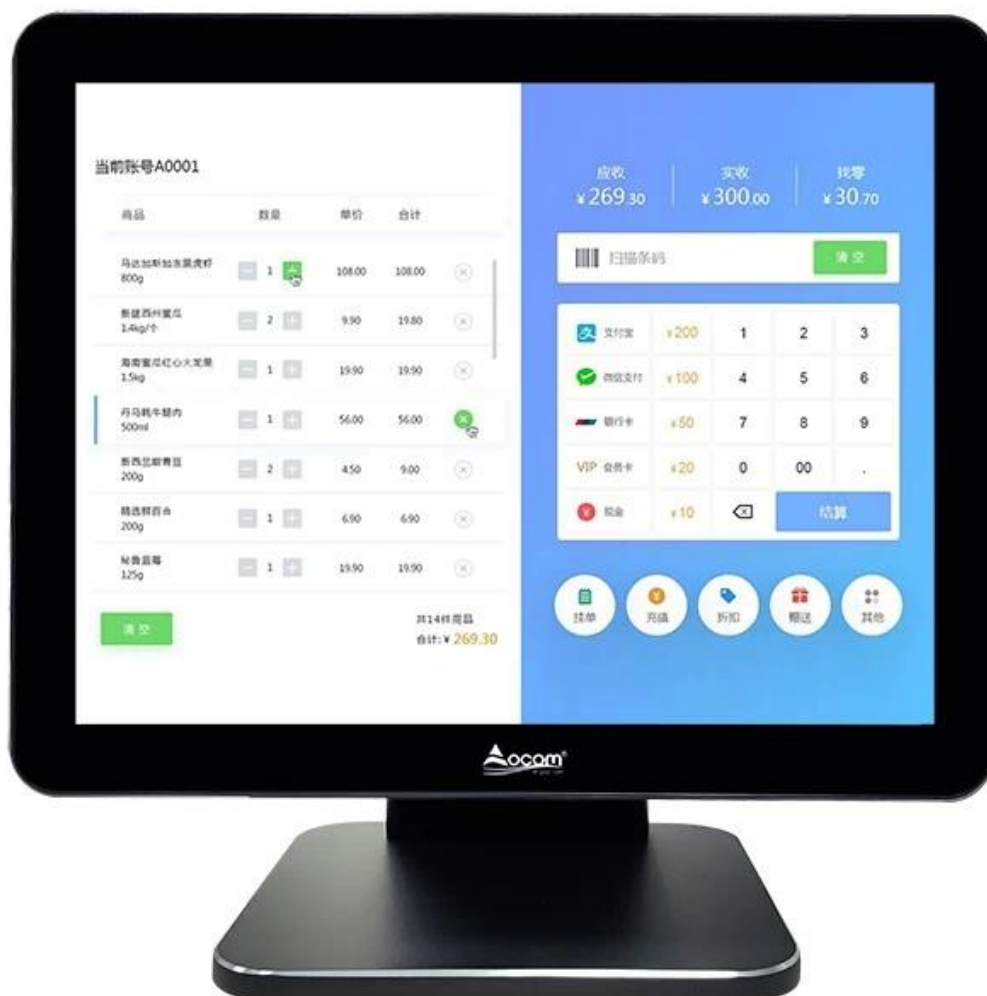 当前账号A0001
商品 数量 单价 合计
马达加斯加冻黑虎虾
800g
1 108.00 108.00
新疆西州蜜瓜
1.4kg/个
2 9.90 19.80
海南蜜瓜红心火龙果
1.5kg
1 19.90 19.90
丹马牦牛腿肉
500ml
1 56.00 56.00
新西兰甜青豆
200g
2 4.50 9.00
精选鲜百合
200g
1 6.90 6.90
秘鲁蓝莓
125g
1 19.90 19.90
清空
共14件商品
合计:¥269.30
应收 实收 找零
¥269.30 ¥300.00 ¥30.70
扫描条码 清空
支付宝 ¥200 1 2 3
微信支付 ¥100 4 5 6
银行卡 ¥50 7 8 9
VIP 会员卡 ¥20 0 00 .
现金 ¥10 结算
挂单 充值 折扣 赠送 其他
ocom®